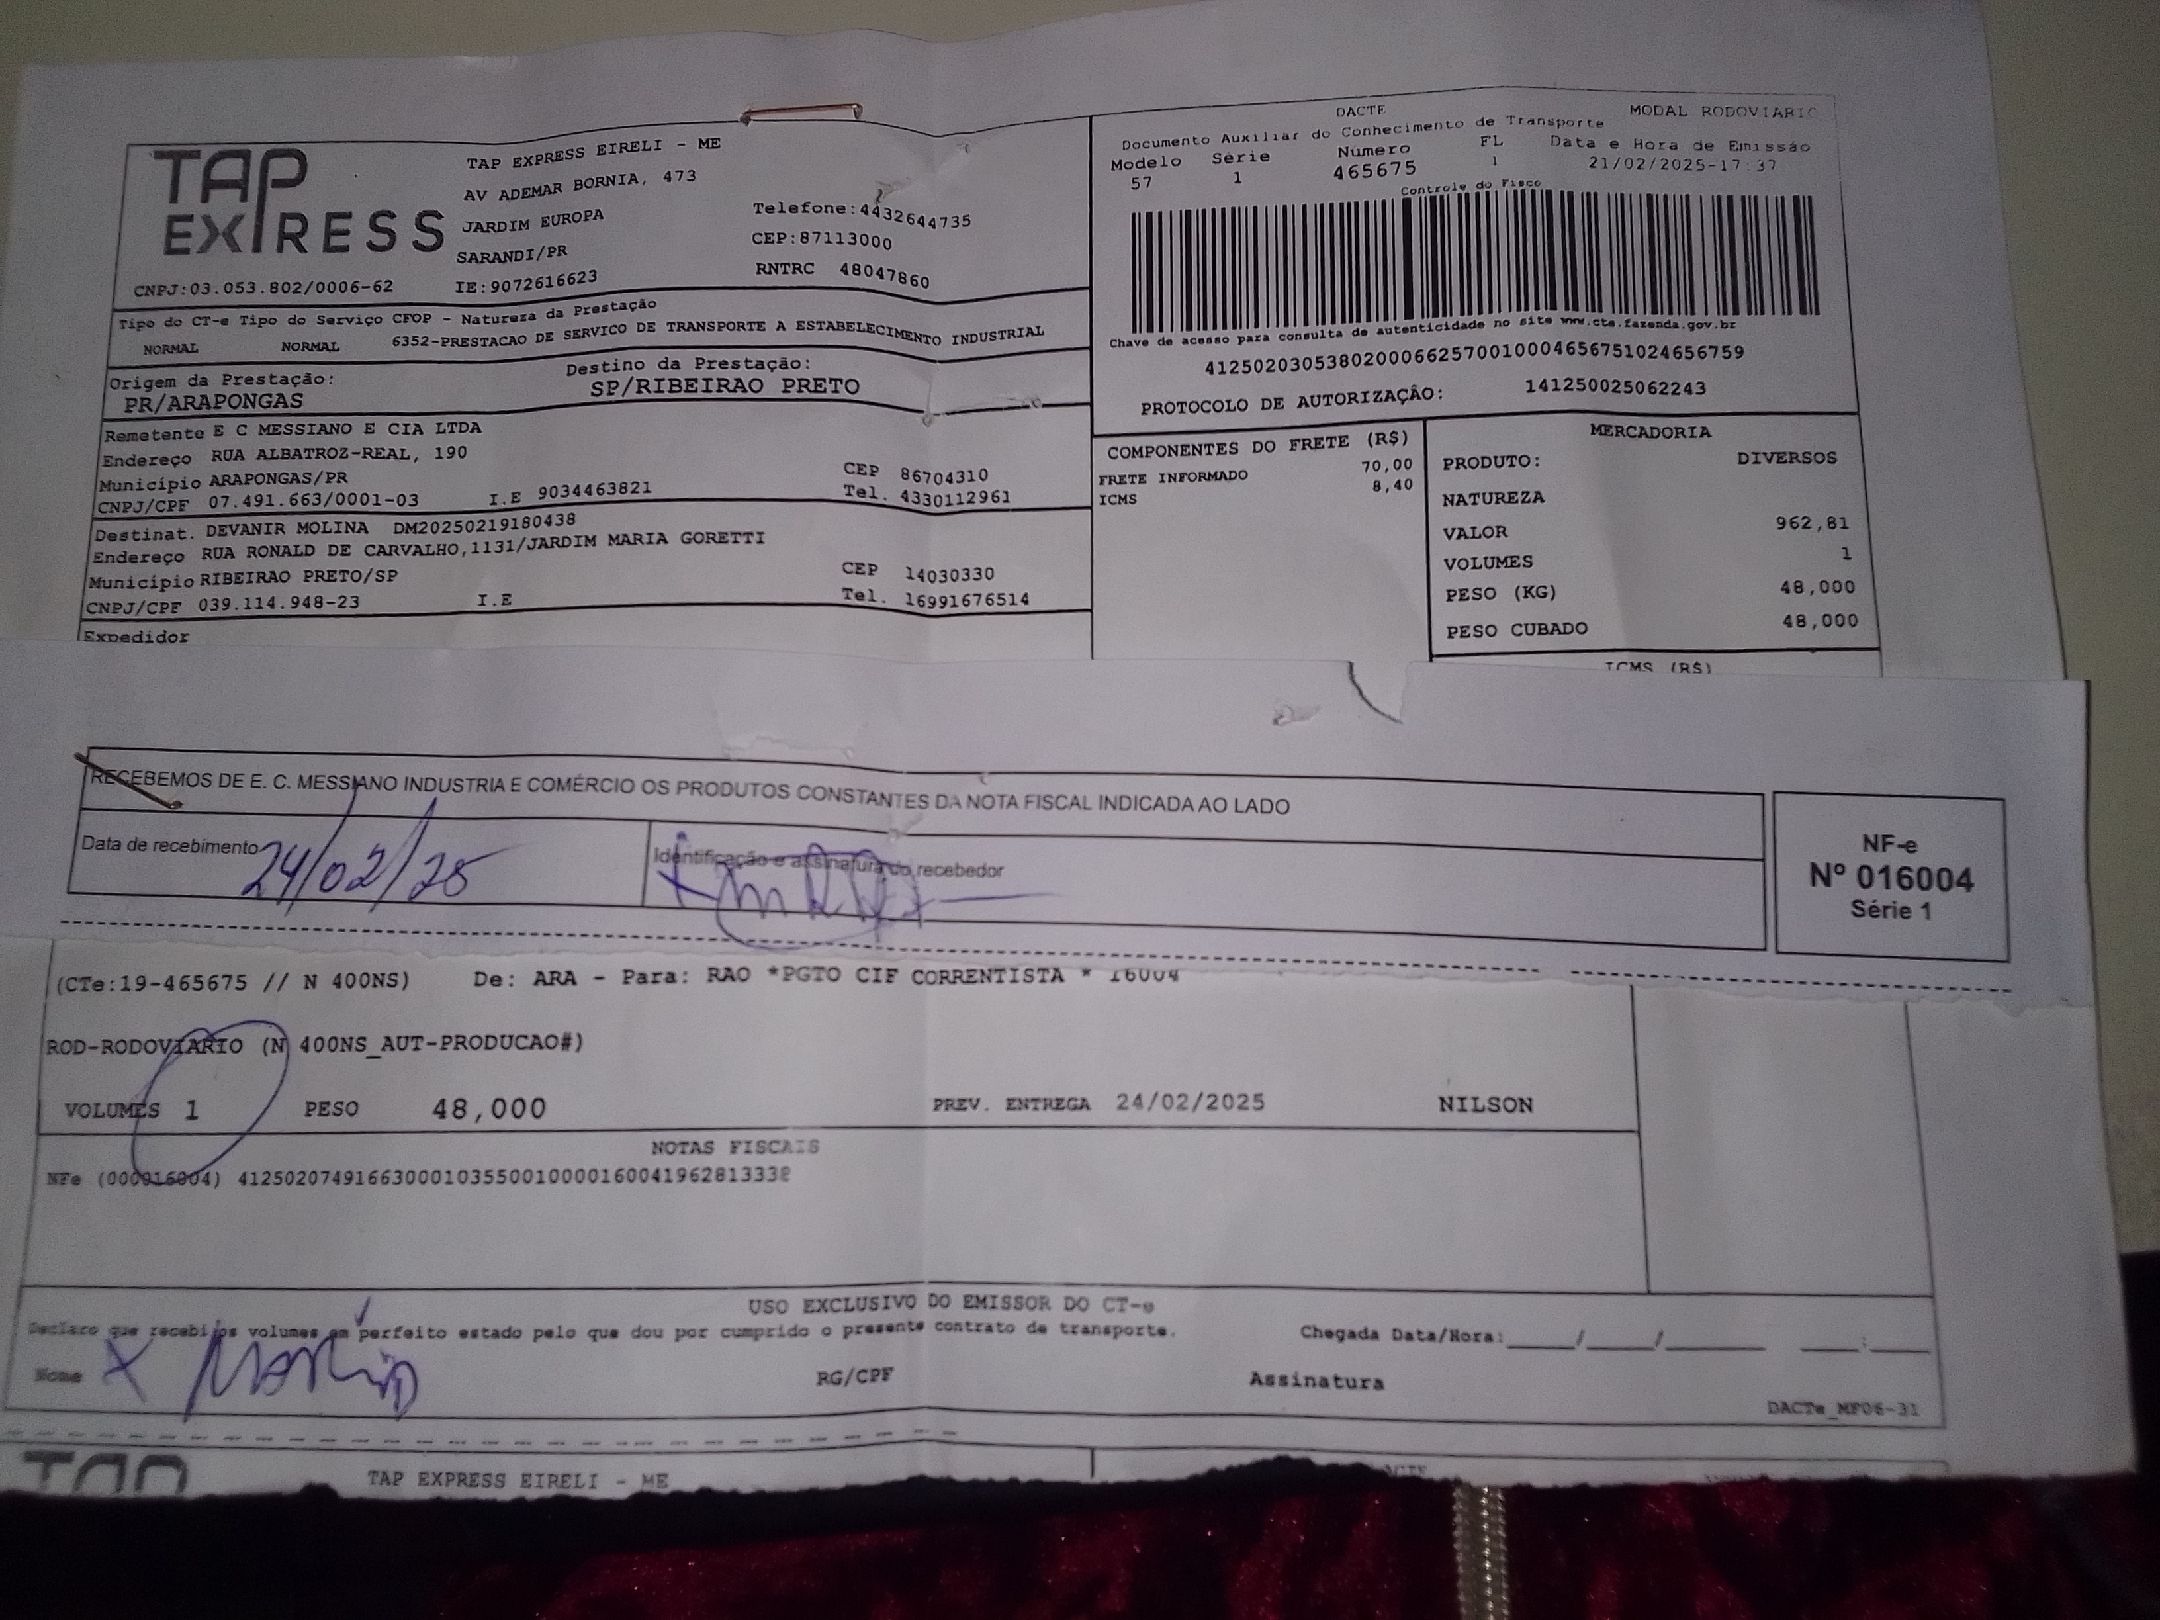 TAP EXPRESS
TAP EXPRESS EIRELI - ME
AV ADEMAR BORNIA, 473
JARDIM EUROPA
SARANDI/PR
Telefone:4432644735
CEP:87113000
RNTRC 48047860
CNPJ:03.053.802/0006-62 IE:9072616623
Tipo do CT-e Tipo do Serviço CFOP - Natureza da Prestação
NORMAL NORMAL 6352-PRESTACAO DE SERVICO DE TRANSPORTE A ESTABELECIMENTO INDUSTRIAL
Origem da Prestação: Destino da Prestação:
PR/ARAPONGAS SP/RIBEIRAO PRETO
Remetente E C MESSIANO E CIA LTDA
Endereço RUA ALBATROZ-REAL, 190
Município ARAPONGAS/PR CEP 86704310
CNPJ/CPF 07.491.663/0001-03 I.E 9034463821 Tel. 4330112961
Destinat. DEVANIR MOLINA DM20250219180438
Endereço RUA RONALD DE CARVALHO,1131/JARDIM MARIA GORETTI
Município RIBEIRAO PRETO/SP CEP 14030330
CNPJ/CPF 039.114.948-23 I.E Tel. 16991676514
Expedidor
DACTE MODAL RODOVIARIO
Documento Auxiliar do Conhecimento de Transporte
Modelo Série Número FL Data e Hora de Emissão
57 1 465675 1 21/02/2025-17:37
Controle do Fisco
Chave de acesso para consulta de autenticidade no site www.cte.fazenda.gov.br
41250203053802000662570010004656751024656759
PROTOCOLO DE AUTORIZAÇÃO: 141250025062243
COMPONENTES DO FRETE (R$)
FRETE INFORMADO 70,00
ICMS 8,40
MERCADORIA
PRODUTO: DIVERSOS
NATUREZA
VALOR 962,81
VOLUMES 1
PESO (KG) 48,000
PESO CUBADO 48,000
ICMS (R$)
RECEBEMOS DE E. C. MESSIANO INDUSTRIA E COMÉRCIO OS PRODUTOS CONSTANTES DA NOTA FISCAL INDICADA AO LADO
Data de recebimento 24/02/25
Identificação e assinatura do recebedor
NF-e
Nº 016004
Série 1
(CTe:19-465675 // N 400NS) De: ARA - Para: RAO *PGTO CIF CORRENTISTA * 16004
ROD-RODOVIARIO (N 400NS_AUT-PRODUCAO#)
VOLUMES 1 PESO 48,000 PREV. ENTREGA 24/02/2025 NILSON
NOTAS FISCAIS
NFe (000016004) 41250207491663000103550010000160041962813338
USO EXCLUSIVO DO EMISSOR DO CT-e
Declaro que recebi os volumes em perfeito estado pelo que dou por cumprido o presente contrato de transporte. Chegada Data/Hora:____/____/______ ___:___
Nome X RG/CPF Assinatura
DACTe_MF06-31
TAP
TAP EXPRESS EIRELI - ME